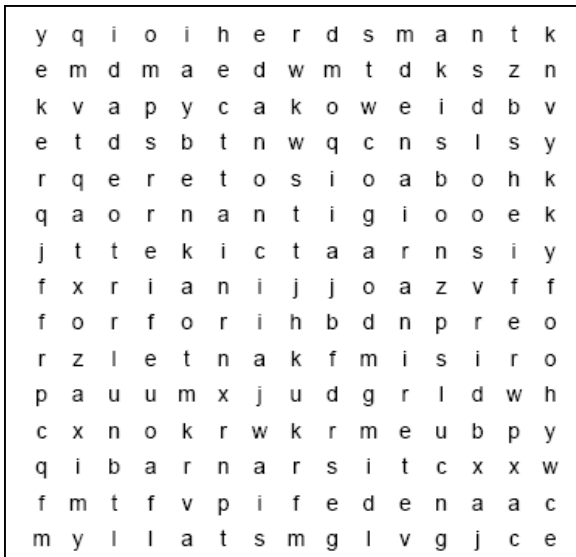 y q i o i h e r d s m a n t k
e m d m a e d w m t d k s z n
k v a p y c a k o w e i d b v
e t d s b t n w q c n s l s y
r q e r e t o s i o a b o h k
q a o r n a n t i g i o o e k
j t t e k i c t a a r n s i y
f x r i a n i j j o a z v f f
f o r f o r i h b d n p r e o
r z l e t n a k f m i s i r o
p a u u m x j u d g r l d w h
c x n o k r w k r m e u b p y
q i b a r n a r s i t c x x w
f m t f v p i f e d e n a a c
m y l l a t s m g l v g j c e